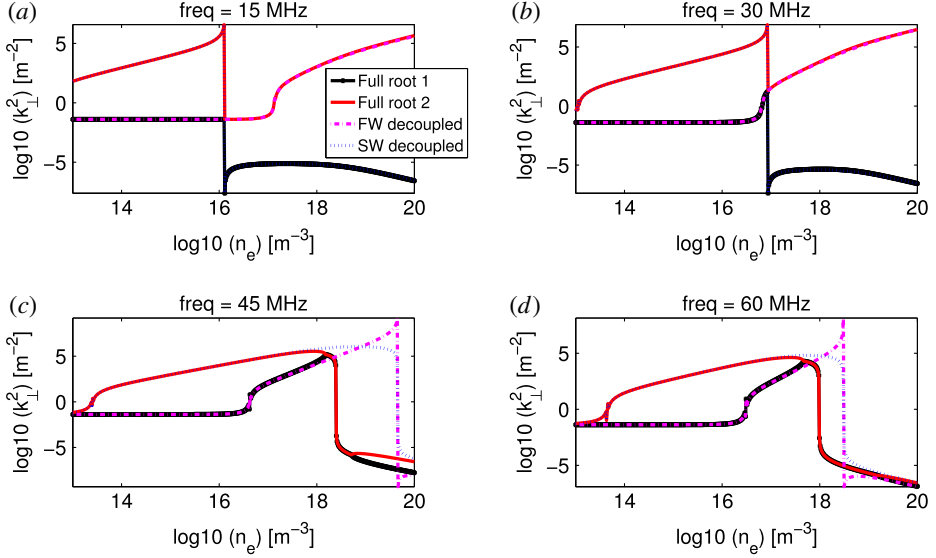 (a)
freq = 15 MHz
log10 (k⊥²) [m⁻²]
5
0
−5
14
16
18
20
log10 (nₑ) [m⁻³]
Full root 1
Full root 2
FW decoupled
SW decoupled
(b)
freq = 30 MHz
log10 (k⊥²) [m⁻²]
5
0
−5
14
16
18
20
log10 (nₑ) [m⁻³]
(c)
freq = 45 MHz
log10 (k⊥²) [m⁻²]
5
0
−5
14
16
18
20
log10 (nₑ) [m⁻³]
(d)
freq = 60 MHz
log10 (k⊥²) [m⁻²]
5
0
−5
14
16
18
20
log10 (nₑ) [m⁻³]